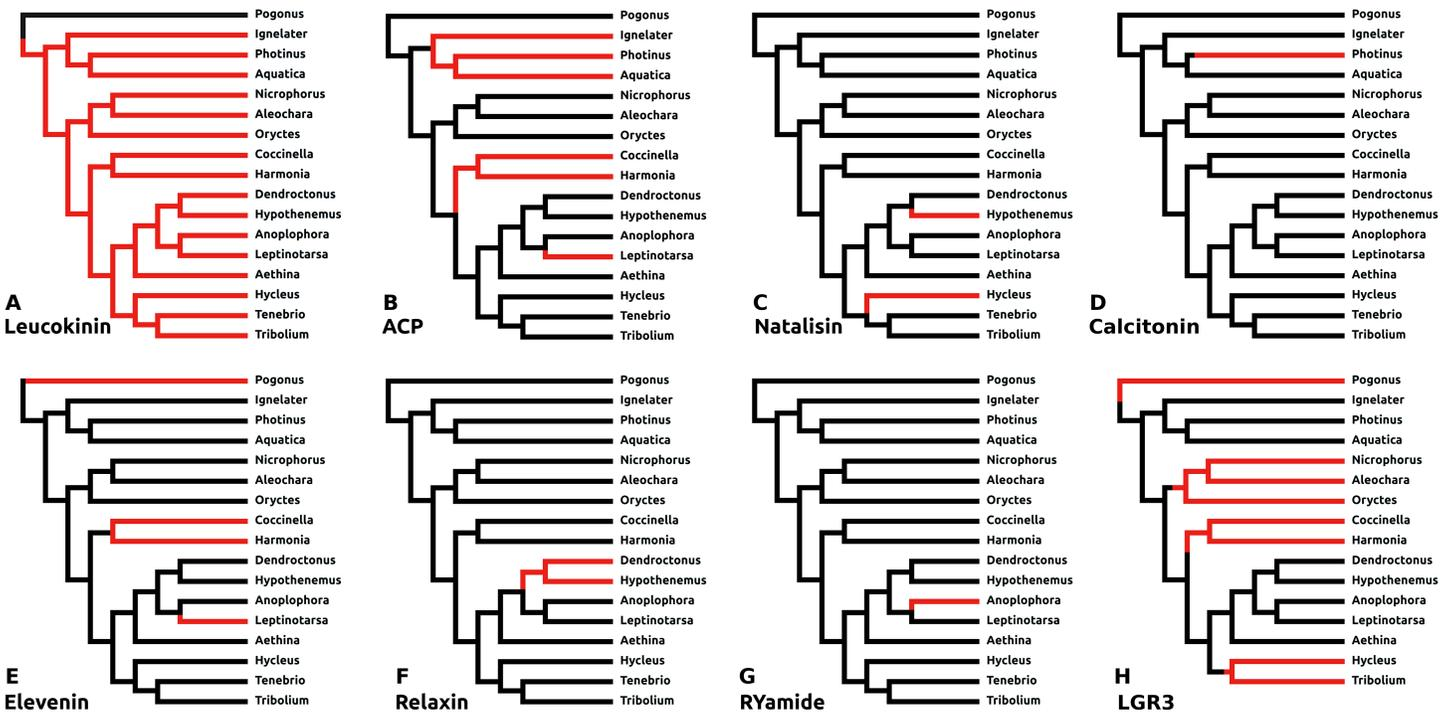 Pogonus
Ignelater
Photinus
Aquatica
Nicrophorus
Aleochara
Oryctes
Coccinella
Harmonia
Dendroctonus
Hypothenemus
Anoplophora
Leptinotarsa
Aethina
Hycleus
Tenebrio
Tribolium
A
Leucokinin
Pogonus
Ignelater
Photinus
Aquatica
Nicrophorus
Aleochara
Oryctes
Coccinella
Harmonia
Dendroctonus
Hypothenemus
Anoplophora
Leptinotarsa
Aethina
Hycleus
Tenebrio
Tribolium
B
ACP
Pogonus
Ignelater
Photinus
Aquatica
Nicrophorus
Aleochara
Oryctes
Coccinella
Harmonia
Dendroctonus
Hypothenemus
Anoplophora
Leptinotarsa
Aethina
Hycleus
Tenebrio
Tribolium
C
Natalisin
Pogonus
Ignelater
Photinus
Aquatica
Nicrophorus
Aleochara
Oryctes
Coccinella
Harmonia
Dendroctonus
Hypothenemus
Anoplophora
Leptinotarsa
Aethina
Hycleus
Tenebrio
Tribolium
D
Calcitonin
Pogonus
Ignelater
Photinus
Aquatica
Nicrophorus
Aleochara
Oryctes
Coccinella
Harmonia
Dendroctonus
Hypothenemus
Anoplophora
Leptinotarsa
Aethina
Hycleus
Tenebrio
Tribolium
E
Elevenin
Pogonus
Ignelater
Photinus
Aquatica
Nicrophorus
Aleochara
Oryctes
Coccinella
Harmonia
Dendroctonus
Hypothenemus
Anoplophora
Leptinotarsa
Aethina
Hycleus
Tenebrio
Tribolium
F
Relaxin
Pogonus
Ignelater
Photinus
Aquatica
Nicrophorus
Aleochara
Oryctes
Coccinella
Harmonia
Dendroctonus
Hypothenemus
Anoplophora
Leptinotarsa
Aethina
Hycleus
Tenebrio
Tribolium
G
RYamide
Pogonus
Ignelater
Photinus
Aquatica
Nicrophorus
Aleochara
Oryctes
Coccinella
Harmonia
Dendroctonus
Hypothenemus
Anoplophora
Leptinotarsa
Aethina
Hycleus
Tribolium
H
LGR3